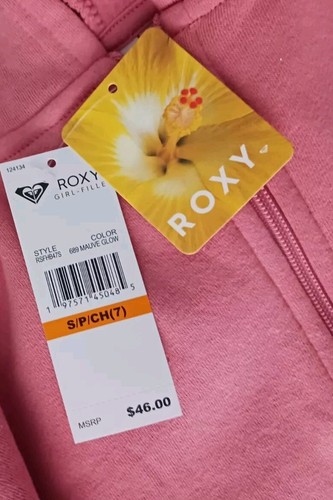 ROXY
124134
ROXY
GIRL-FILLE
STYLE
RSFH6475
COLOR
689 MAUVE GLOW
1 97571 45048 5
S/P/CH(7)
MSRP
$46.00